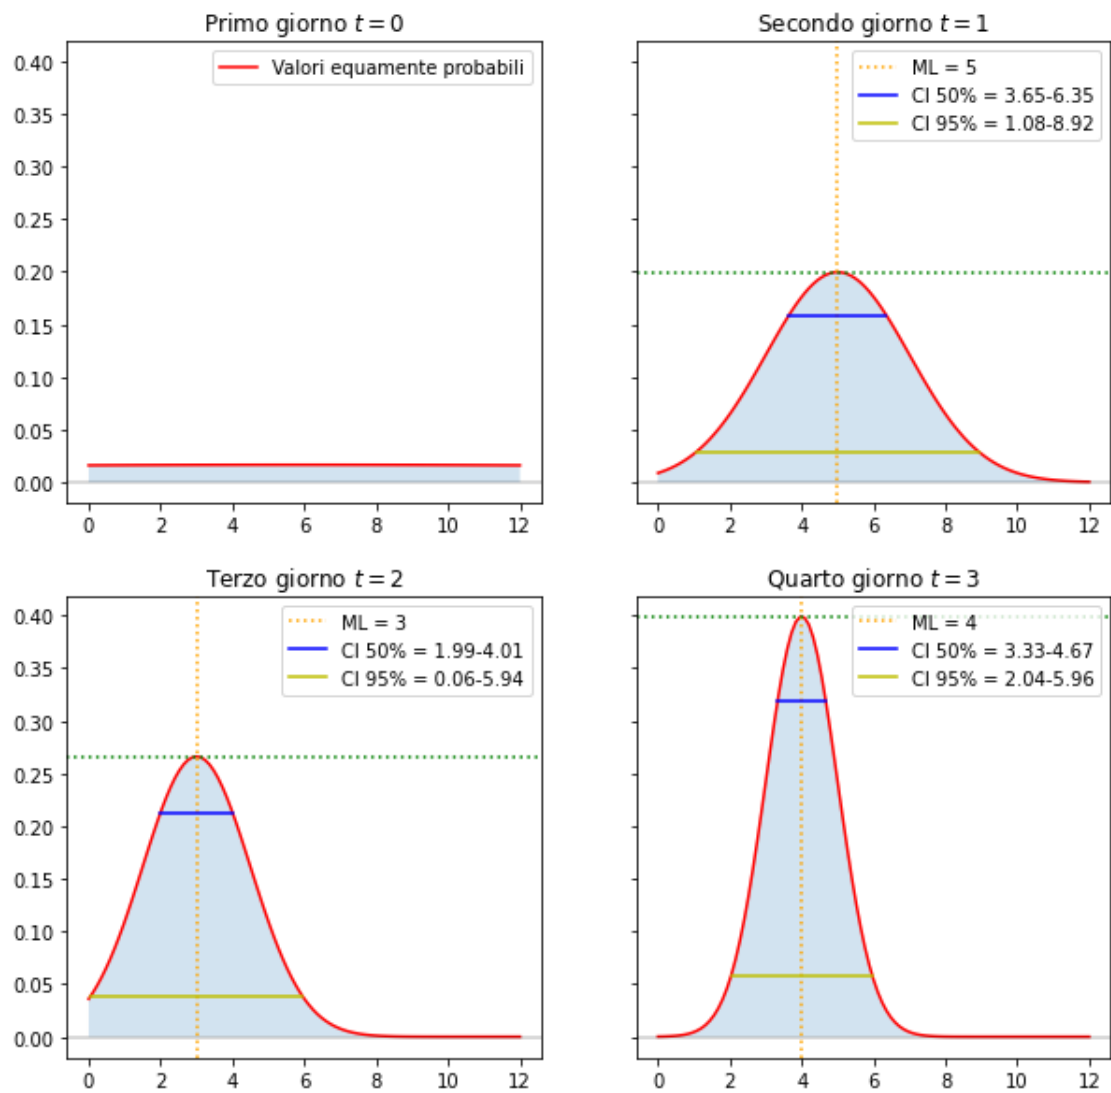 Primo giorno t = 0
Valori equamente probabili
0.40
0.35
0.30
0.25
0.20
0.15
0.10
0.05
0.00
0 2 4 6 8 10 12
Secondo giorno t = 1
ML = 5
CI 50% = 3.65-6.35
CI 95% = 1.08-8.92
0 2 4 6 8 10 12
Terzo giorno t = 2
ML = 3
CI 50% = 1.99-4.01
CI 95% = 0.06-5.94
0.40
0.35
0.30
0.25
0.20
0.15
0.10
0.05
0.00
0 2 4 6 8 10 12
Quarto giorno t = 3
ML = 4
CI 50% = 3.33-4.67
CI 95% = 2.04-5.96
0 2 4 6 8 10 12